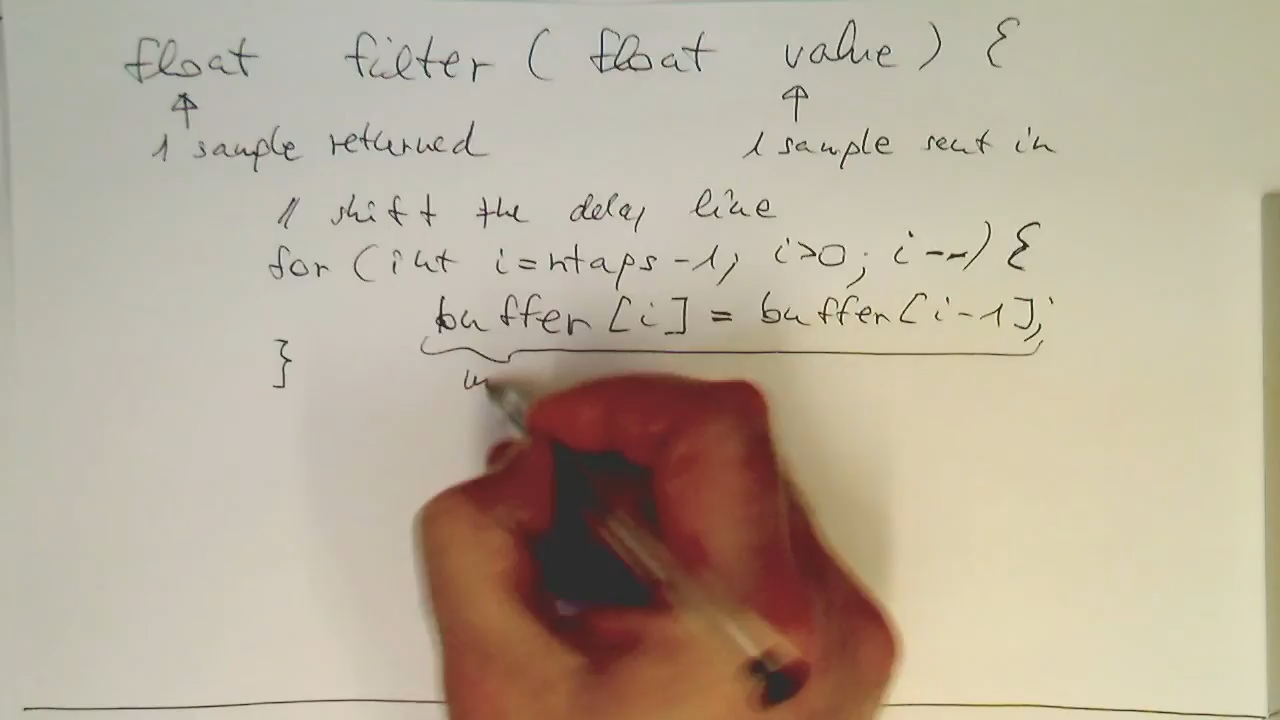 float filter ( float value ) {
1 sample returned 1 sample sent in
// shift the delay line
for (int i=ntaps-1; i>0; i--) {
buffer[i] = buffer[i-1];
}